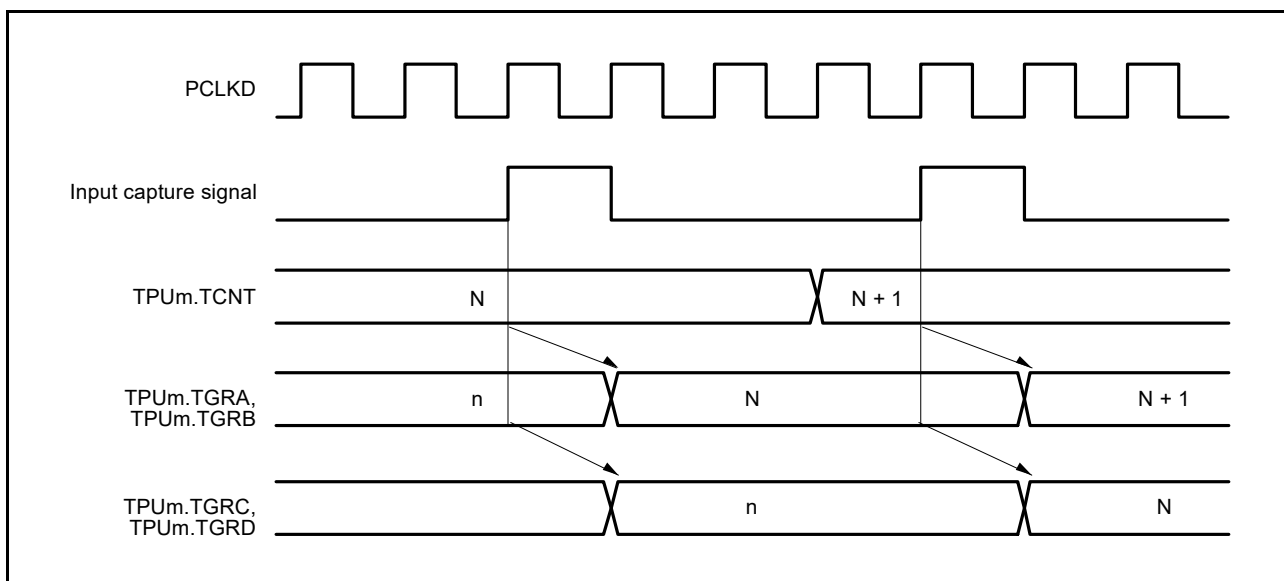 PCLKD
Input capture signal
TPUm.TCNT
N
N + 1
TPUm.TGRA,
TPUm.TGRB
n
N
N + 1
TPUm.TGRC,
TPUm.TGRD
n
N